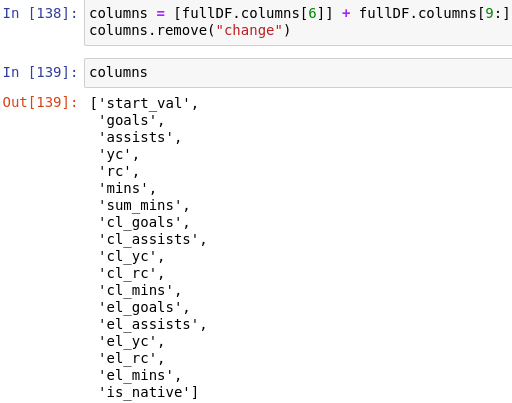 In [138]: columns = [fullDF.columns[6]] + fullDF.columns[9:]
columns.remove("change")
In [139]: columns
Out[139]: ['start_val',
'goals',
'assists',
'yc',
'rc',
'mins',
'sum_mins',
'cl_goals',
'cl_assists',
'cl_yc',
'cl_rc',
'cl_mins',
'el_goals',
'el_assists',
'el_yc',
'el_rc',
'el_mins',
'is_native']